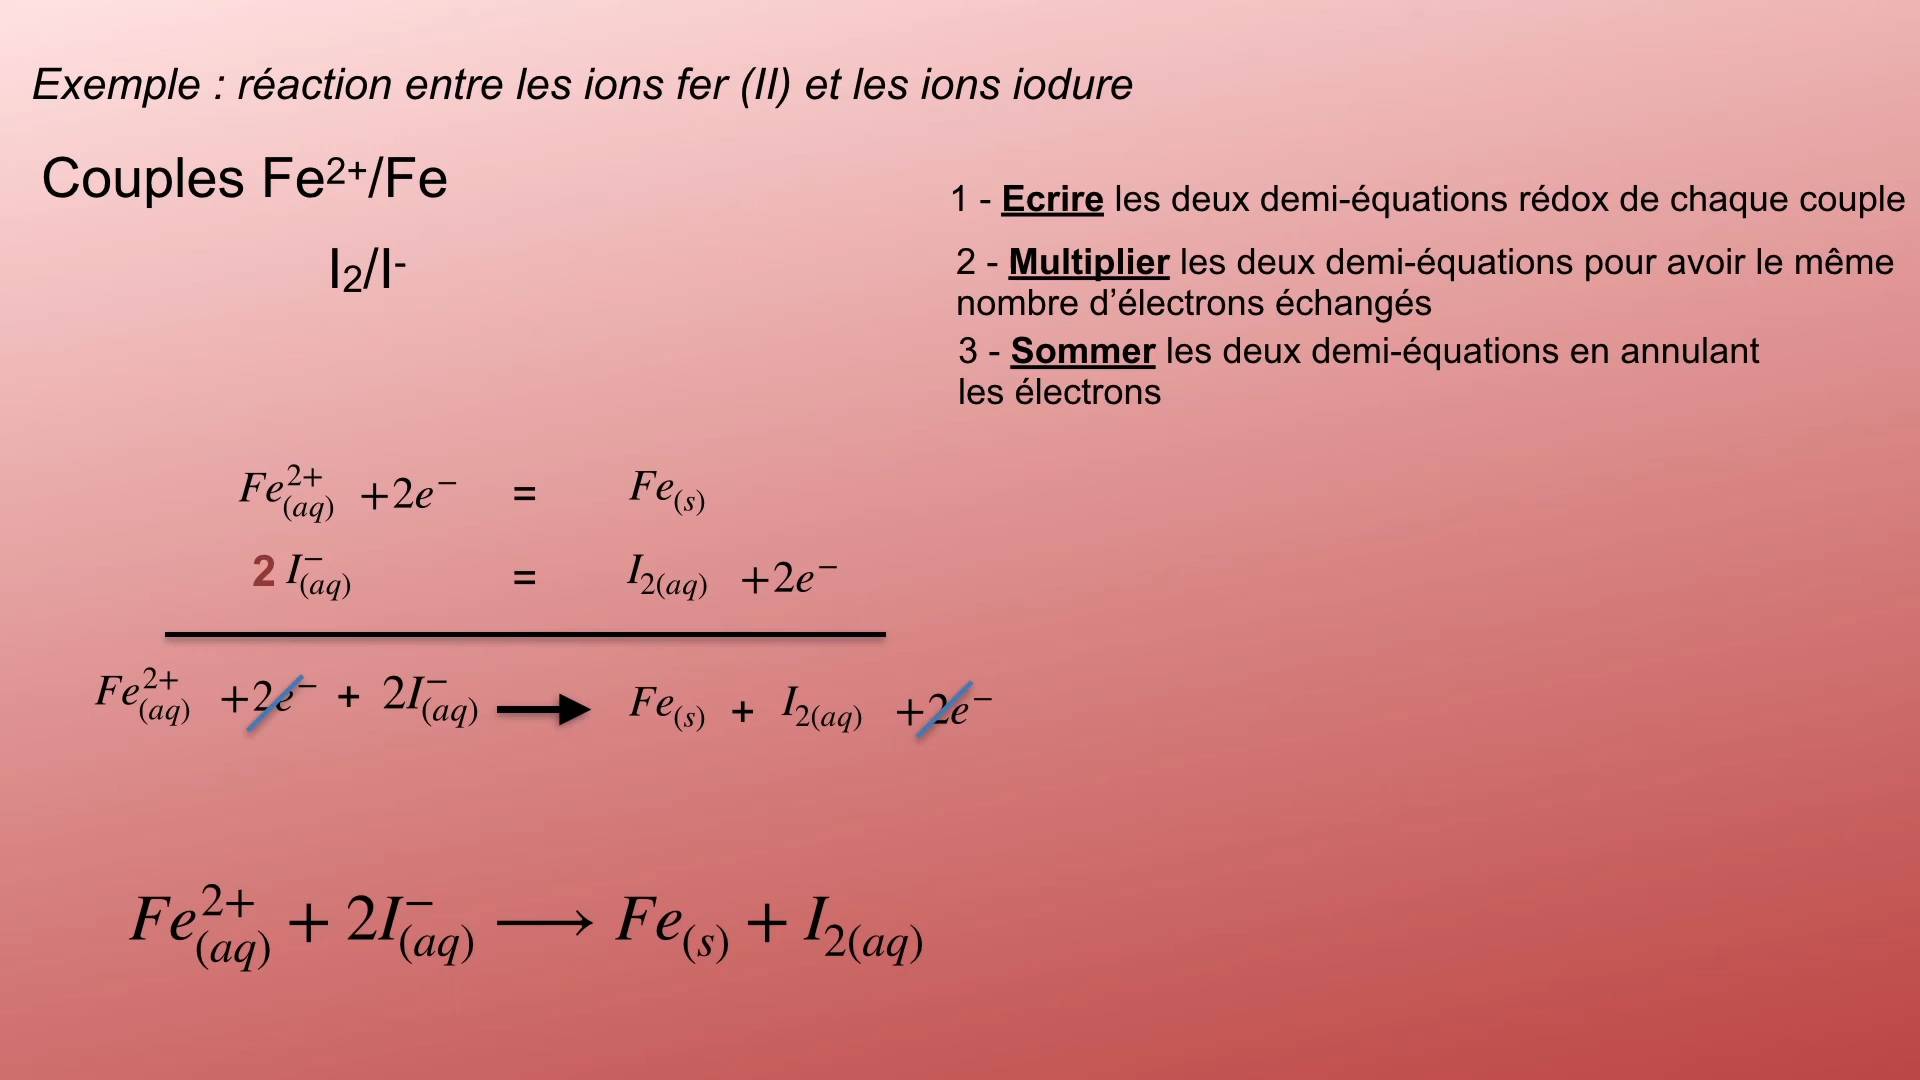 Exemple : réaction entre les ions fer (II) et les ions iodure
Couples Fe²⁺/Fe
I₂/I⁻
1 - Ecrire les deux demi-équations rédox de chaque couple
2 - Multiplier les deux demi-équations pour avoir le même
nombre d’électrons échangés
3 - Sommer les deux demi-équations en annulant
les électrons
Fe²⁺₍aq₎ +2e⁻ = Fe₍s₎
2 I⁻₍aq₎ = I₂₍aq₎ +2e⁻
Fe²⁺₍aq₎ +2e⁻ + 2I⁻₍aq₎ → Fe₍s₎ + I₂₍aq₎ +2e⁻
Fe²⁺₍aq₎ + 2I⁻₍aq₎ ⟶ Fe₍s₎ + I₂₍aq₎